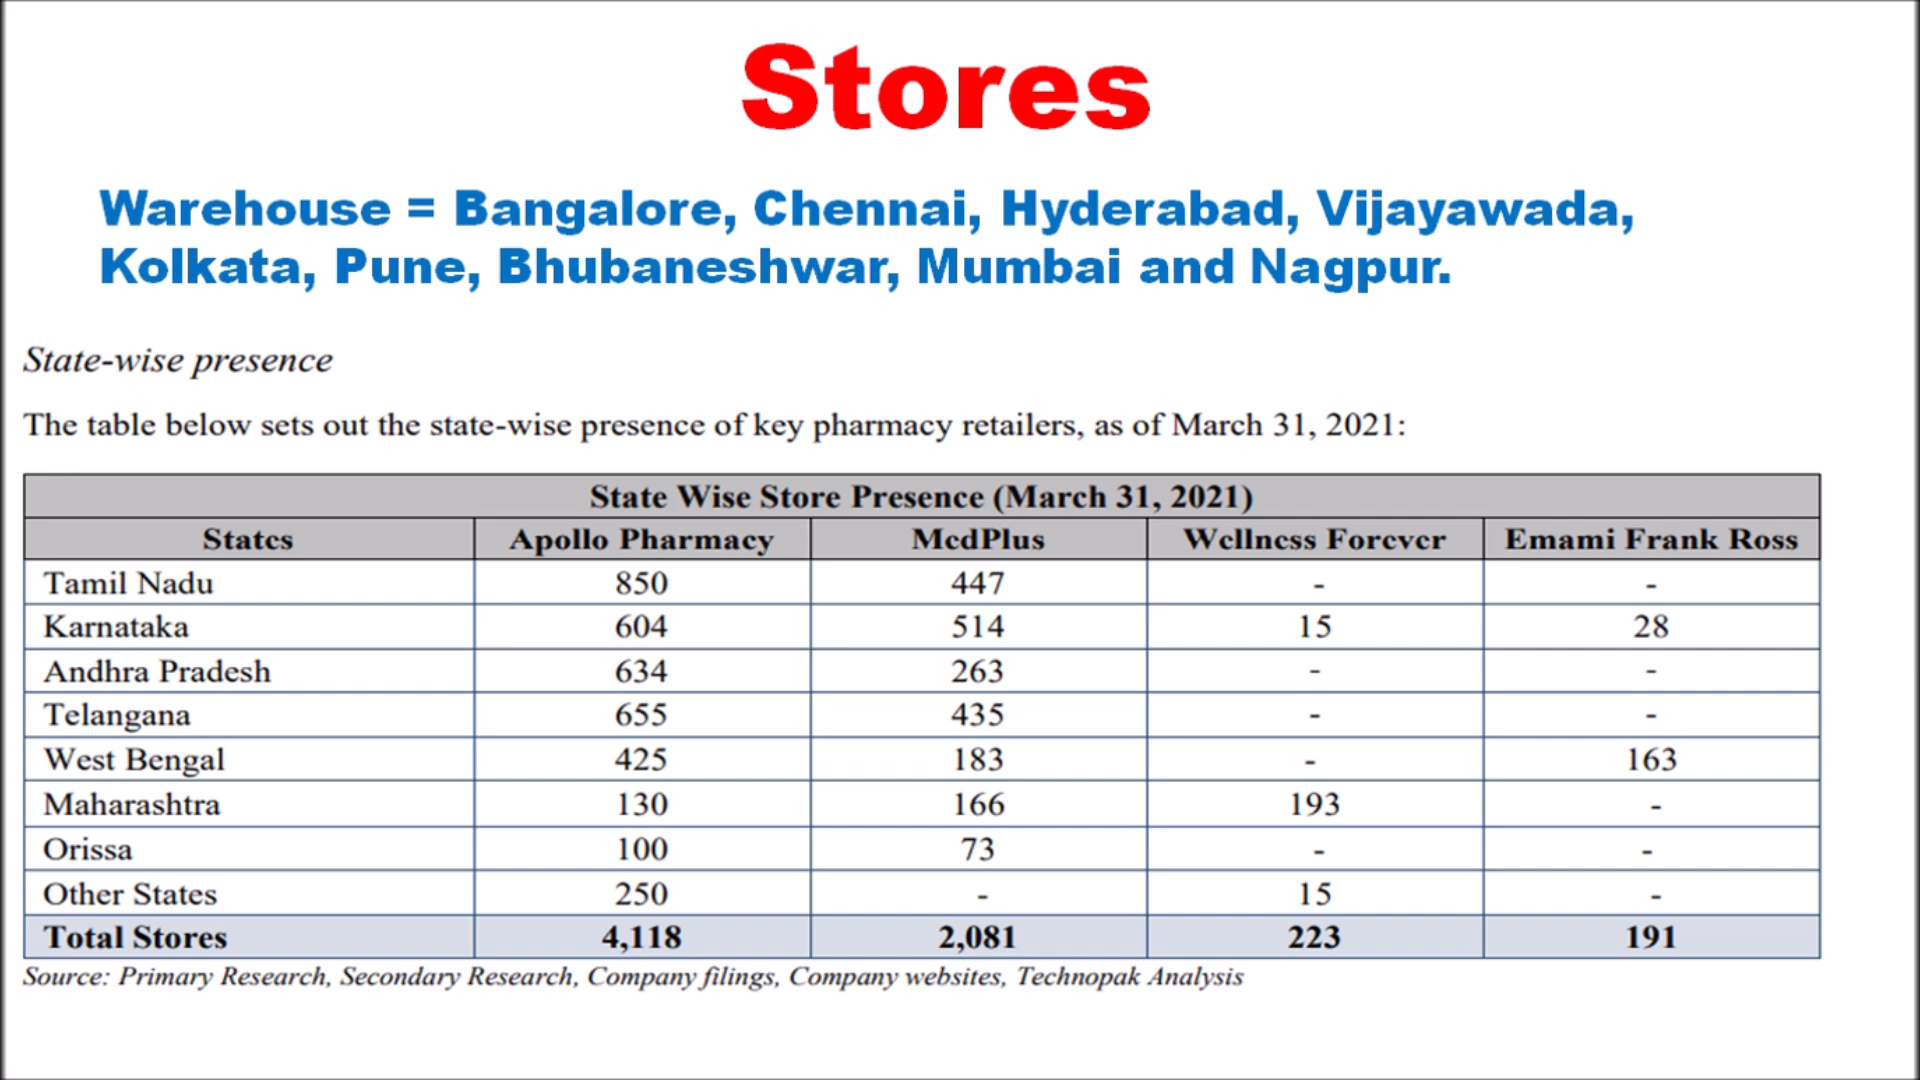 Stores
Warehouse = Bangalore, Chennai, Hyderabad, Vijayawada,
Kolkata, Pune, Bhubaneshwar, Mumbai and Nagpur.
State-wise presence
The table below sets out the state-wise presence of key pharmacy retailers, as of March 31, 2021:
State Wise Store Presence (March 31, 2021)
States Apollo Pharmacy MedPlus Wellness Forever Emami Frank Ross
Tamil Nadu 850 447 - -
Karnataka 604 514 15 28
Andhra Pradesh 634 263 - -
Telangana 655 435 - -
West Bengal 425 183 - 163
Maharashtra 130 166 193 -
Orissa 100 73 - -
Other States 250 - 15 -
Total Stores 4,118 2,081 223 191
Source: Primary Research, Secondary Research, Company filings, Company websites, Technopak Analysis